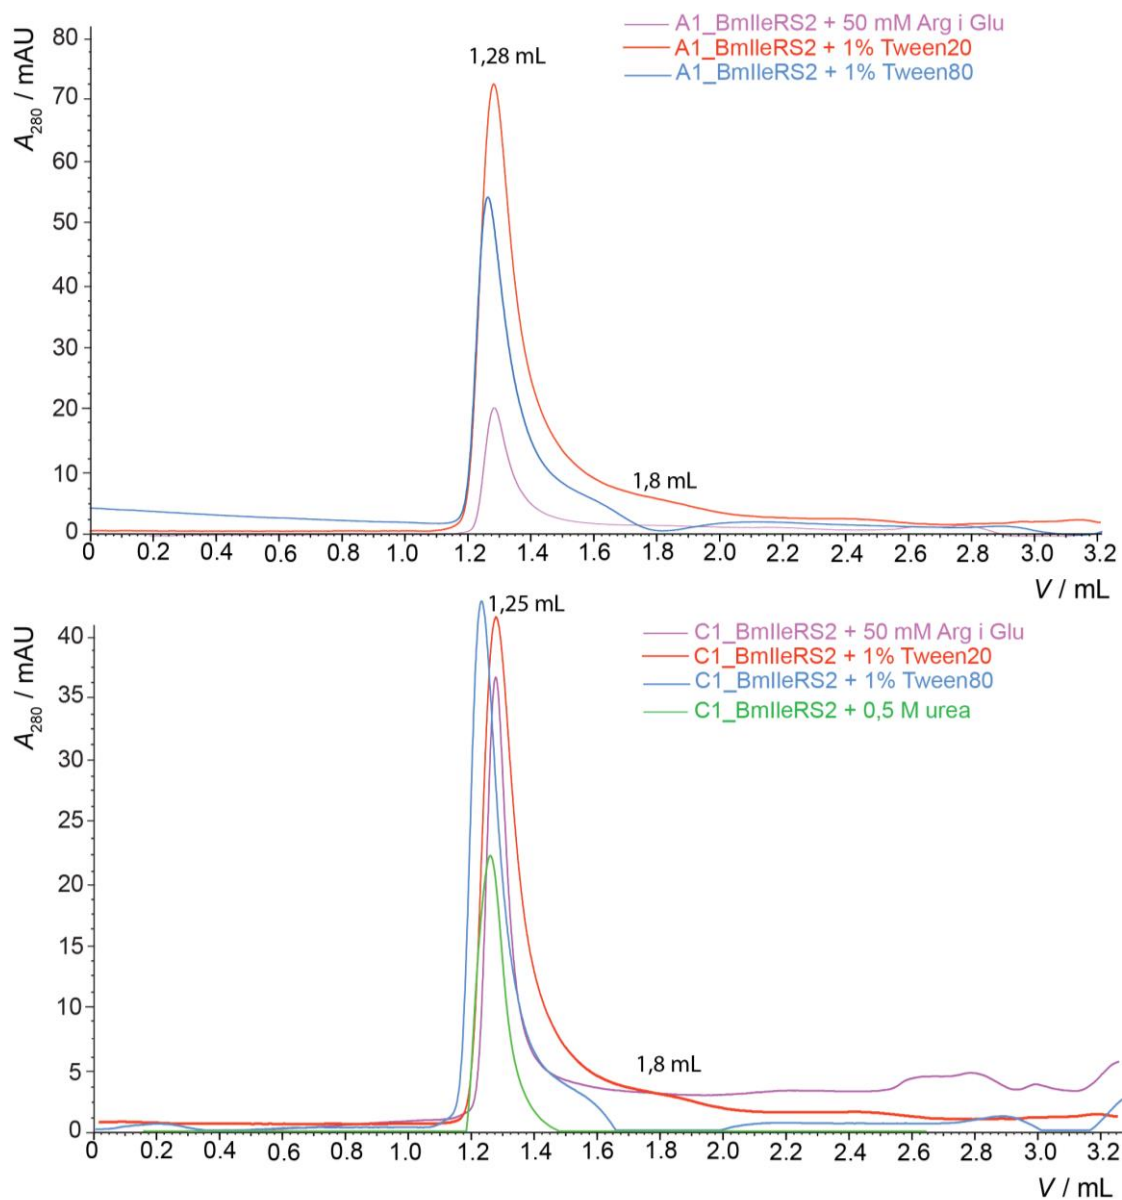 A1_BmIleRS2 + 50 mM Arg i Glu
A1_BmIleRS2 + 1% Tween20
A1_BmIleRS2 + 1% Tween80
A280 / mAU
80
70
60
50
40
30
20
10
0
1,28 mL
1,8 mL
0 0.2 0.4 0.6 0.8 1.0 1.2 1.4 1.6 1.8 2.0 2.2 2.4 2.6 2.8 3.0 3.2
V / mL
C1_BmIleRS2 + 50 mM Arg i Glu
C1_BmIleRS2 + 1% Tween20
C1_BmIleRS2 + 1% Tween80
C1_BmIleRS2 + 0,5 M urea
A280 / mAU
40
35
30
25
20
15
10
5
0
1,25 mL
1,8 mL
0 0.2 0.4 0.6 0.8 1.0 1.2 1.4 1.6 1.8 2.0 2.2 2.4 2.6 2.8 3.0 3.2
V / mL